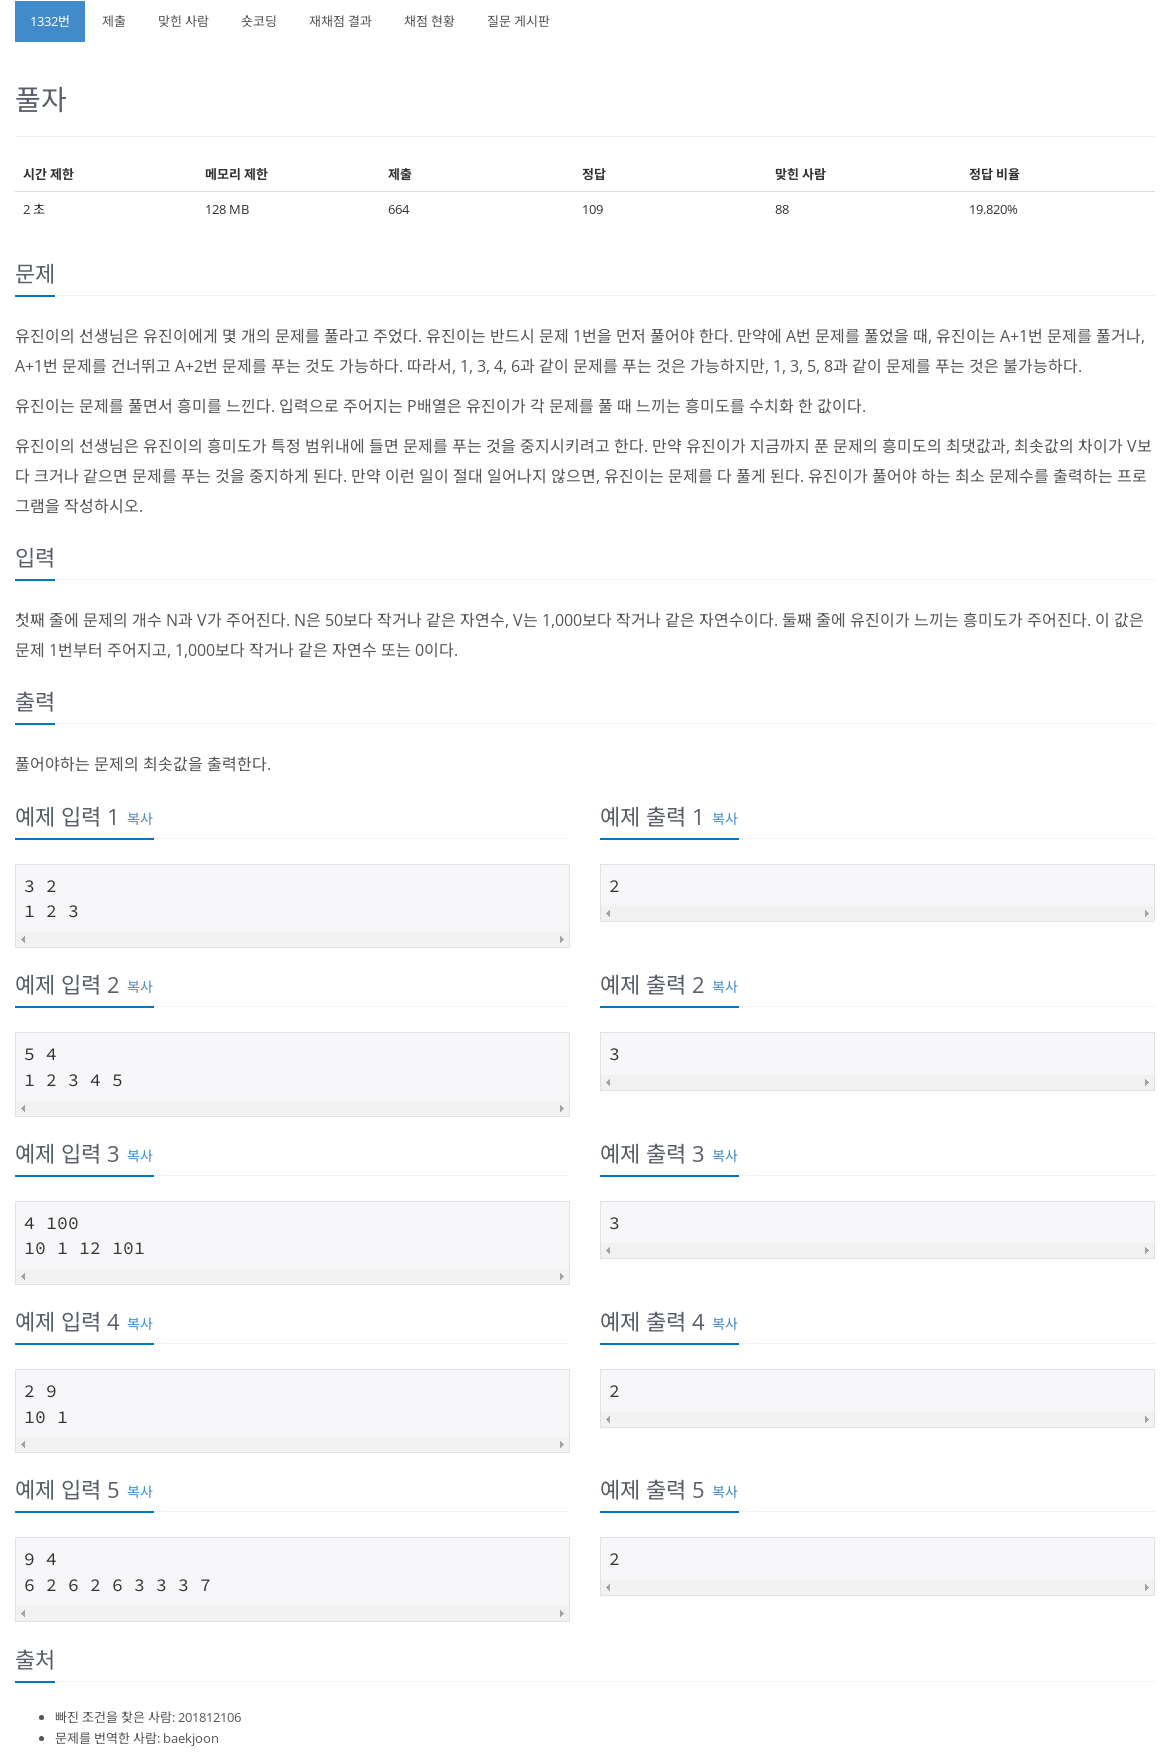 1332번 제출 맞힌 사람 숏코딩 재채점 결과 채점 현황 질문 게시판
풀자
시간 제한 메모리 제한 제출 정답 맞힌 사람 정답 비율
2 초 128 MB 664 109 88 19.820%
문제
유진이의 선생님은 유진이에게 몇 개의 문제를 풀라고 주었다. 유진이는 반드시 문제 1번을 먼저 풀어야 한다. 만약에 A번 문제를 풀었을 때, 유진이는 A+1번 문제를 풀거나,
A+1번 문제를 건너뛰고 A+2번 문제를 푸는 것도 가능하다. 따라서, 1, 3, 4, 6과 같이 문제를 푸는 것은 가능하지만, 1, 3, 5, 8과 같이 문제를 푸는 것은 불가능하다.
유진이는 문제를 풀면서 흥미를 느낀다. 입력으로 주어지는 P배열은 유진이가 각 문제를 풀 때 느끼는 흥미도를 수치화 한 값이다.
유진이의 선생님은 유진이의 흥미도가 특정 범위내에 들면 문제를 푸는 것을 중지시키려고 한다. 만약 유진이가 지금까지 푼 문제의 흥미도의 최댓값과, 최솟값의 차이가 V보
다 크거나 같으면 문제를 푸는 것을 중지하게 된다. 만약 이런 일이 절대 일어나지 않으면, 유진이는 문제를 다 풀게 된다. 유진이가 풀어야 하는 최소 문제수를 출력하는 프로
그램을 작성하시오.
입력
첫째 줄에 문제의 개수 N과 V가 주어진다. N은 50보다 작거나 같은 자연수, V는 1,000보다 작거나 같은 자연수이다. 둘째 줄에 유진이가 느끼는 흥미도가 주어진다. 이 값은
문제 1번부터 주어지고, 1,000보다 작거나 같은 자연수 또는 0이다.
출력
풀어야하는 문제의 최솟값을 출력한다.
예제 입력 1 복사
3 2
1 2 3
예제 출력 1 복사
2
예제 입력 2 복사
5 4
1 2 3 4 5
예제 출력 2 복사
3
예제 입력 3 복사
4 100
10 1 12 101
예제 출력 3 복사
3
예제 입력 4 복사
2 9
10 1
예제 출력 4 복사
2
예제 입력 5 복사
9 4
6 2 6 2 6 3 3 3 7
예제 출력 5 복사
2
출처
빠진 조건을 찾은 사람: 201812106
문제를 번역한 사람: baekjoon